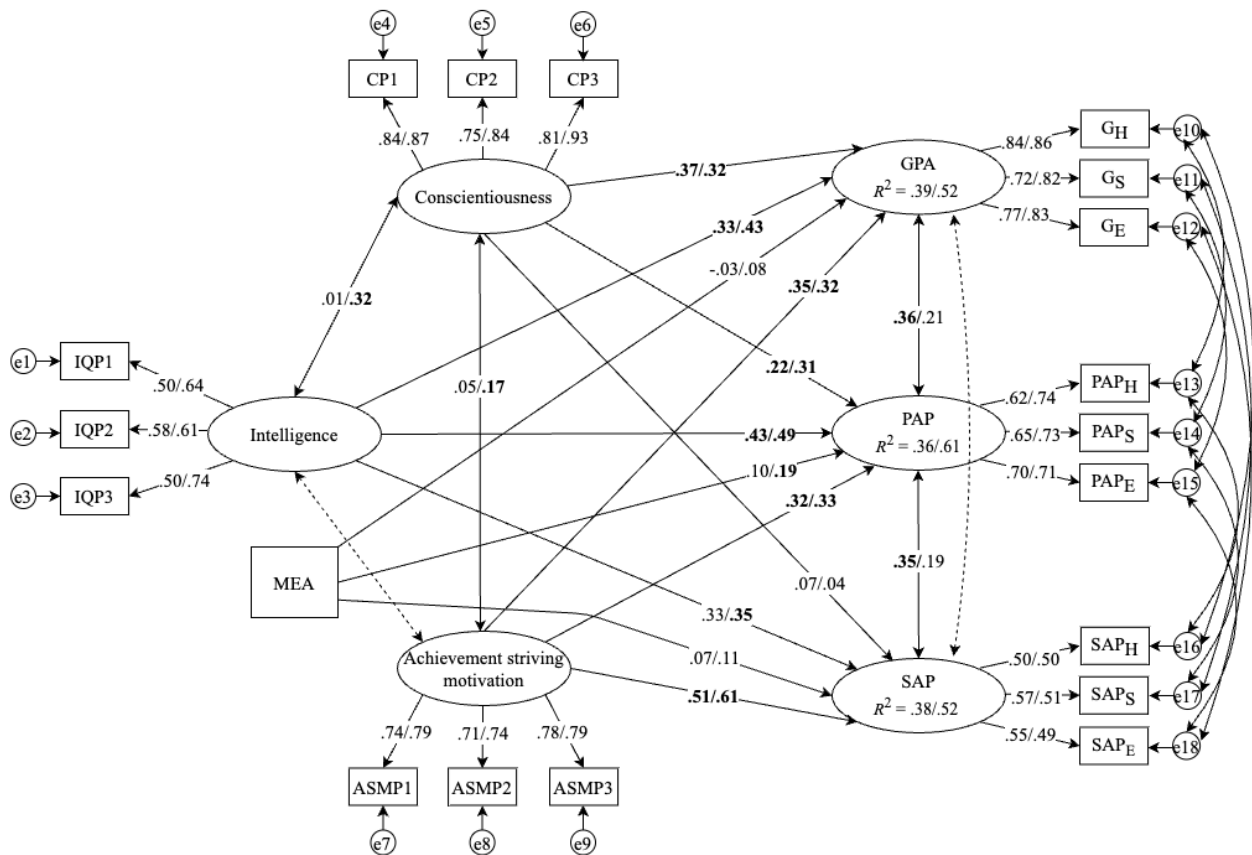 e4 e5 e6
CP1 CP2 CP3
.84/.87 .75/.84 .81/.93
Conscientiousness
.37/.32
GPA
R² = .39/.52
.84/.86
.72/.82
.77/.83
GH e10
GS e11
GE e12
.33/.43
-.03/.08
.35/.32
.01/.32
.05/.17
.22/.31
.36/.21
e1 IQP1 .50/.64
e2 IQP2 .58/.61
e3 IQP3 .50/.74
Intelligence
.43/.49
.10/.19
.32/.33
PAP
R² = .36/.61
.62/.74
.65/.73
.70/.71
PAPH e13
PAPS e14
PAPE e15
MEA
.07/.04
.33/.35
.07/.11
.51/.61
.35/.19
Achievement striving
motivation
SAP
R² = .38/.52
.50/.50
.57/.51
.55/.49
SAPH e16
SAPS e17
SAPE e18
.74/.79 .71/.74 .78/.79
ASMP1 ASMP2 ASMP3
e7 e8 e9